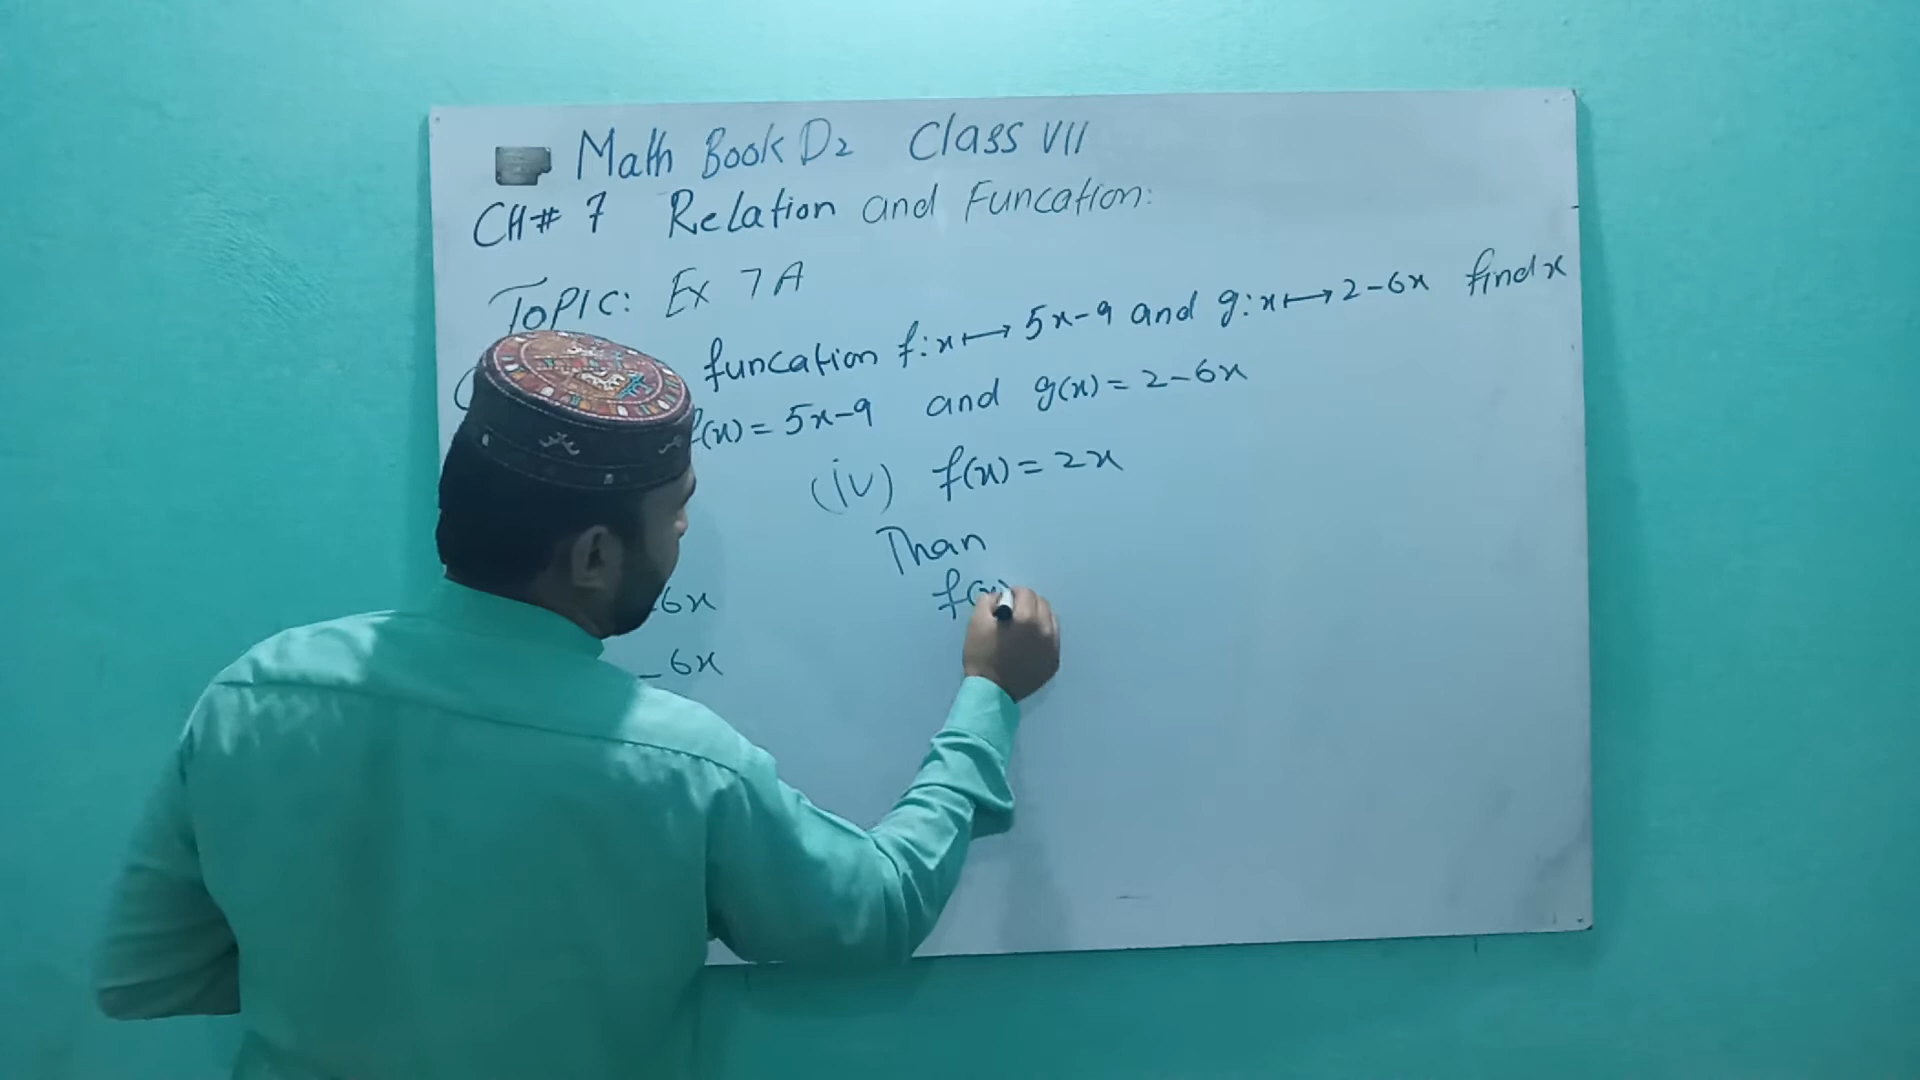 Math Book D2 Class VII
CH# 7 Relation and Funcation:
Topic: Ex 7A
funcation f:x↦5x-9 and g:x↦2-6x find x
f(x) = 5x-9 and g(x) = 2-6x
(iv) f(x) = 2x
Than
f(x)
-6x
-6x